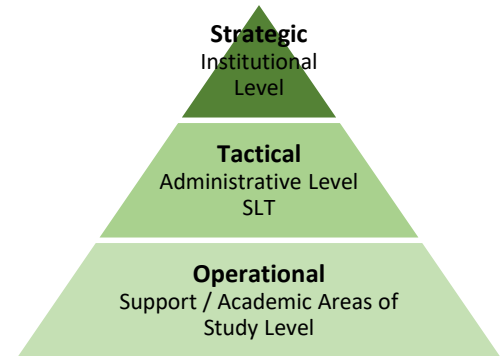 Strategic
Institutional
Level
Tactical
Administrative Level
SLT
Operational
Support / Academic Areas of
Study Level